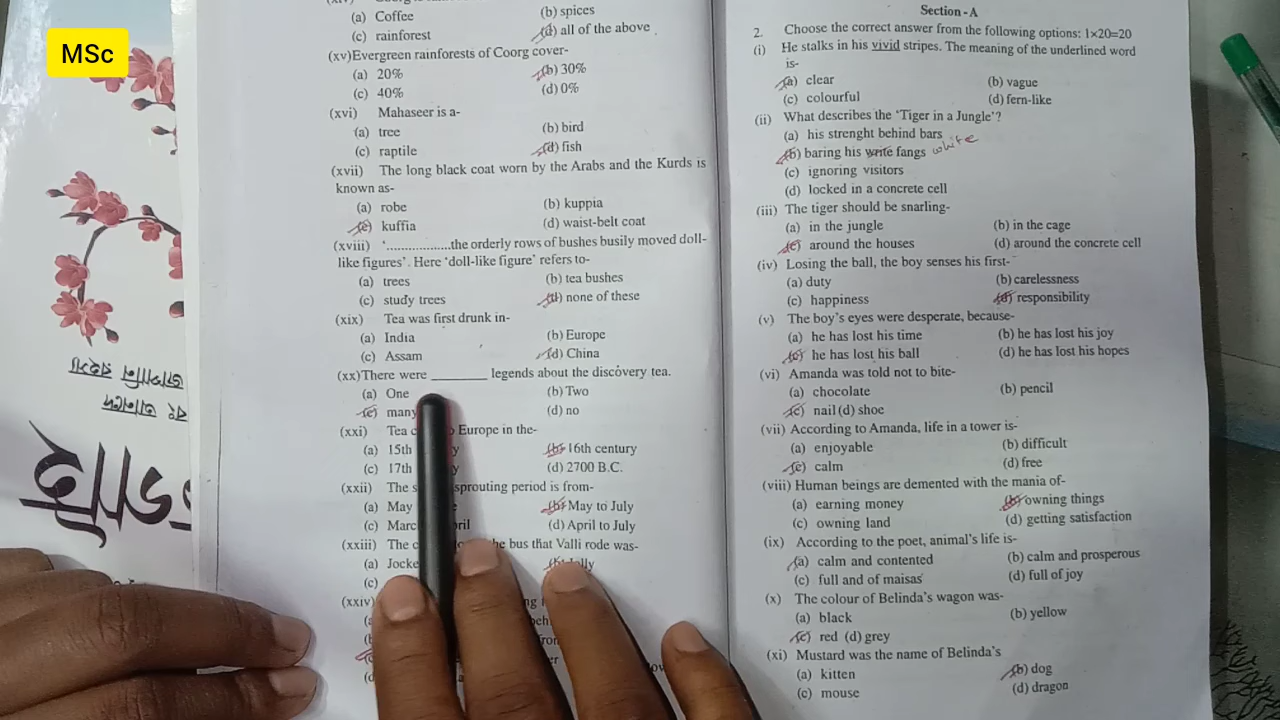 MSc
(a) Coffee
(b) spices
(c) rainforest
(d) all of the above
(xv)Evergreen rainforests of Coorg cover-
(a) 20%
(b) 30%
(c) 40%
(d) 0%
(xvi) Mahaseer is a-
(a) tree
(b) bird
(c) raptile
(d) fish
(xvii) The long black coat worn by the Arabs and the Kurds is
known as-
(a) robe
(b) kuppia
(c) kuffia
(d) waist-belt coat
(xviii) '...................the orderly rows of bushes busily moved doll-
like figures'. Here 'doll-like figure' refers to-
(a) trees
(b) tea bushes
(c) study trees
(d) none of these
(xix) Tea was first drunk in-
(a) India
(b) Europe
(c) Assam
(d) China
(xx)There were ________ legends about the discovery tea.
(a) One
(b) Two
(c) many
(d) no
(xxi) Tea Europe in the-
(a) 15th
(b) 16th century
(c) 17th
(d) 2700 B.C.
(xxii) The sprouting period is from-
(a) May
(b) May to July
(c)
(d) April to July
(xxiii) The bus that Valli rode was-
(a)
(c)
(xxiv)
Section - A
2. Choose the correct answer from the following options: 1×20=20
(i) He stalks in his vivid stripes. The meaning of the underlined word
is-
(a) clear
(b) vague
(c) colourful
(d) fern-like
(ii) What describes the 'Tiger in a Jungle'?
(a) his strenght behind bars
(b) baring his write fangs white
(c) ignoring visitors
(d) locked in a concrete cell
(iii) The tiger should be snarling-
(a) in the jungle
(b) in the cage
(c) around the houses
(d) around the concrete cell
(iv) Losing the ball, the boy senses his first-
(a) duty
(b) carelessness
(c) happiness
(d) responsibility
(v) The boy's eyes were desperate, because-
(a) he has lost his time
(b) he has lost his joy
(c) he has lost his ball
(d) he has lost his hopes
(vi) Amanda was told not to bite-
(a) chocolate
(b) pencil
(c) nail (d) shoe
(vii) According to Amanda, life in a tower is-
(a) enjoyable
(b) difficult
(c) calm
(d) free
(viii) Human beings are demented with the mania of-
(a) earning money
(b) owning things
(c) owning land
(d) getting satisfaction
(ix) According to the poet, animal's life is-
(a) calm and contented
(b) calm and prosperous
(c) full and of maisas
(d) full of joy
(x) The colour of Belinda's wagon was-
(a) black
(b) yellow
(c) red (d) grey
(xi) Mustard was the name of Belinda's
(a) kitten
(b) dog
(c) mouse
(d) dragon